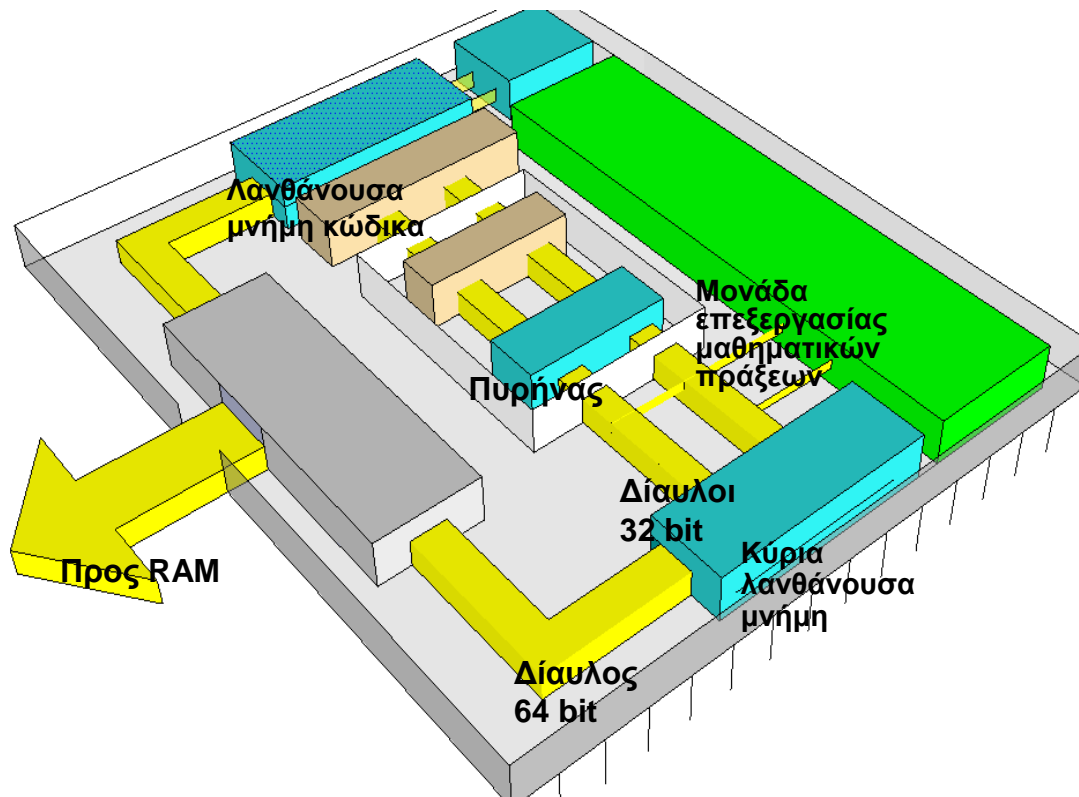 Λανθάνουσα
μνήμη κώδικα
Μονάδα
επεξεργασίας
μαθηματικών
πράξεων
Πυρήνας
Δίαυλοι
32 bit
Κύρια
λανθάνουσα
μνήμη
Προς RAM
Δίαυλος
64 bit